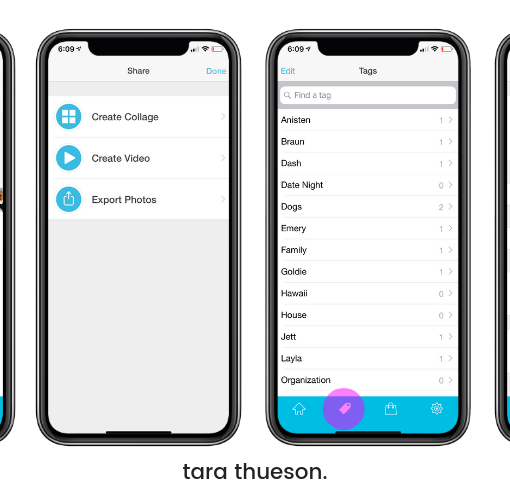 6:09
Share
Done
Create Collage
Create Video
Export Photos
6:09
Edit
Tags
Find a tag
Anisten 1
Braun 1
Dash 1
Date Night 0
Dogs 2
Emery 1
Family 1
Goldie 1
Hawaii 0
House 0
Jett 1
Layla 1
Organization 0
tara thueson.